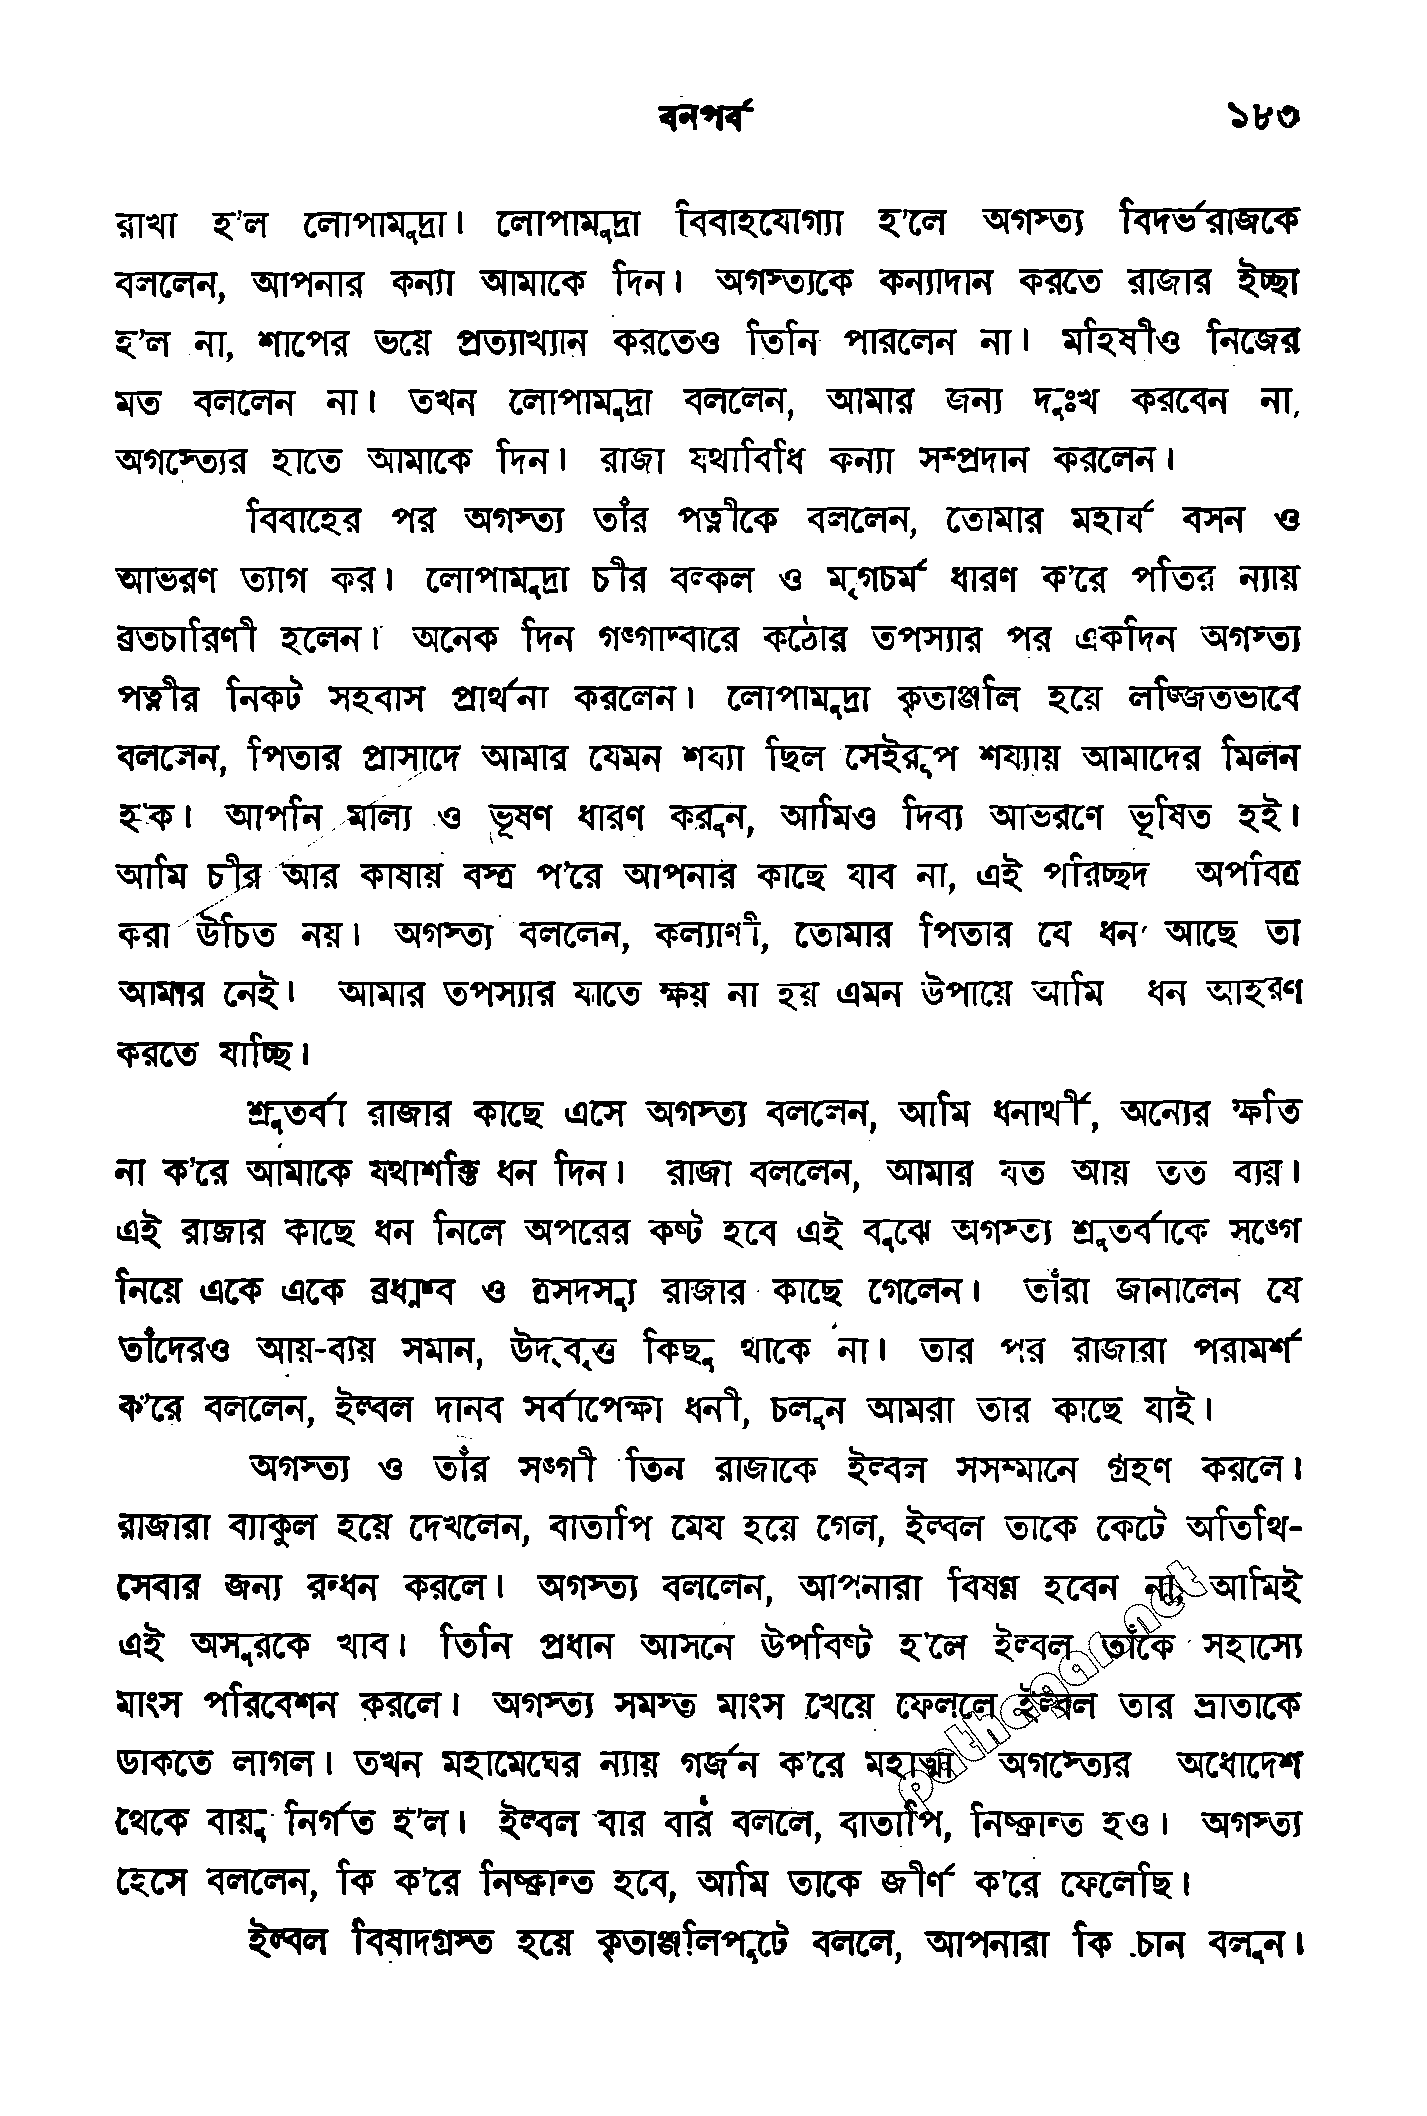 বনপর্ব ১৮৩
রাখা হ'ল লোপামুদ্রা। লোপামুদ্রা বিবাহযোগ্যা হ'লে অগস্ত্য বিদর্ভরাজকে
বললেন, আপনার কন্যা আমাকে দিন। অগস্ত্যকে কন্যাদান করতে রাজার ইচ্ছা
হ'ল না, শাপের ভয়ে প্রত্যাখ্যান করতেও তিনি পারলেন না। মহিষীও নিজের
মত বললেন না। তখন লোপামুদ্রা বললেন, আমার জন্য দুঃখ করবেন না,
অগস্ত্যের হাতে আমাকে দিন। রাজা যথাবিধি কন্যা সম্প্রদান করলেন।
বিবাহের পর অগস্ত্য তাঁর পত্নীকে বললেন, তোমার মহার্ঘ বসন ও
আভরণ ত্যাগ কর। লোপামুদ্রা চীর বল্কল ও মৃগচর্ম ধারণ ক'রে পতির ন্যায়
ব্রতচারিণী হলেন। অনেক দিন গঙ্গাদ্বারে কঠোর তপস্যার পর একদিন অগস্ত্য
পত্নীর নিকট সহবাস প্রার্থনা করলেন। লোপামুদ্রা কৃতাঞ্জলি হয়ে লজ্জিতভাবে
বললেন, পিতার প্রাসাদে আমার যেমন শয্যা ছিল সেইরূপ শয্যায় আমাদের মিলন
হ'ক। আপনি মাল্য ও ভূষণ ধারণ করুন, আমিও দিব্য আভরণে ভূষিত হই।
আমি চীর আর কাষায় বস্ত্র প'রে আপনার কাছে যাব না, এই পরিচ্ছদ অপবিত্র
করা উচিত নয়। অগস্ত্য বললেন, কল্যাণী, তোমার পিতার যে ধন আছে তা
আমার নেই। আমার তপস্যার যাতে ক্ষয় না হয় এমন উপায়ে আমি ধন আহরণ
করতে যাচ্ছি।
শ্রুতর্বা রাজার কাছে এসে অগস্ত্য বললেন, আমি ধনার্থী, অন্যের ক্ষতি
না ক'রে আমাকে যথাশক্তি ধন দিন। রাজা বললেন, আমার যত আয় তত ব্যয়।
এই রাজার কাছে ধন নিলে অপরের কষ্ট হবে এই বুঝে অগস্ত্য শ্রুতর্বাকে সঙ্গে
নিয়ে একে একে ব্রধ্নশ্ব ও ত্রসদস্যু রাজার কাছে গেলেন। তাঁরা জানালেন যে
তাঁদেরও আয়-ব্যয় সমান, উদ্‌বৃত্ত কিছু থাকে না। তার পর রাজারা পরামর্শ
ক'রে বললেন, ইল্বল দানব সর্বাপেক্ষা ধনী, চলুন আমরা তার কাছে যাই।
অগস্ত্য ও তাঁর সঙ্গী তিন রাজাকে ইল্বল সসম্মানে গ্রহণ করলে।
রাজারা ব্যাকুল হয়ে দেখলেন, বাতাপি মেষ হয়ে গেল, ইল্বল তাকে কেটে অতিথি-
সেবার জন্য রন্ধন করলে। অগস্ত্য বললেন, আপনারা বিষণ্ণ হবেন না, আমিই
এই অসুরকে খাব। তিনি প্রধান আসনে উপবিষ্ট হ'লে ইল্বল তাঁকে সহাস্যে
মাংস পরিবেশন করলে। অগস্ত্য সমস্ত মাংস খেয়ে ফেললে ইল্বল তার ভ্রাতাকে
ডাকতে লাগল। তখন মহামেঘের ন্যায় গর্জন ক'রে মহাত্মা অগস্ত্যের অধোদেশ
থেকে বায়ু নির্গত হ'ল। ইল্বল বার বার বললে, বাতাপি, নিষ্ক্রান্ত হও। অগস্ত্য
হেসে বললেন, কি ক'রে নিষ্ক্রান্ত হবে, আমি তাকে জীর্ণ ক'রে ফেলেছি।
ইল্বল বিষাদগ্রস্ত হয়ে কৃতাঞ্জলিপুটে বললে, আপনারা কি চান বলুন।
pathagar.net